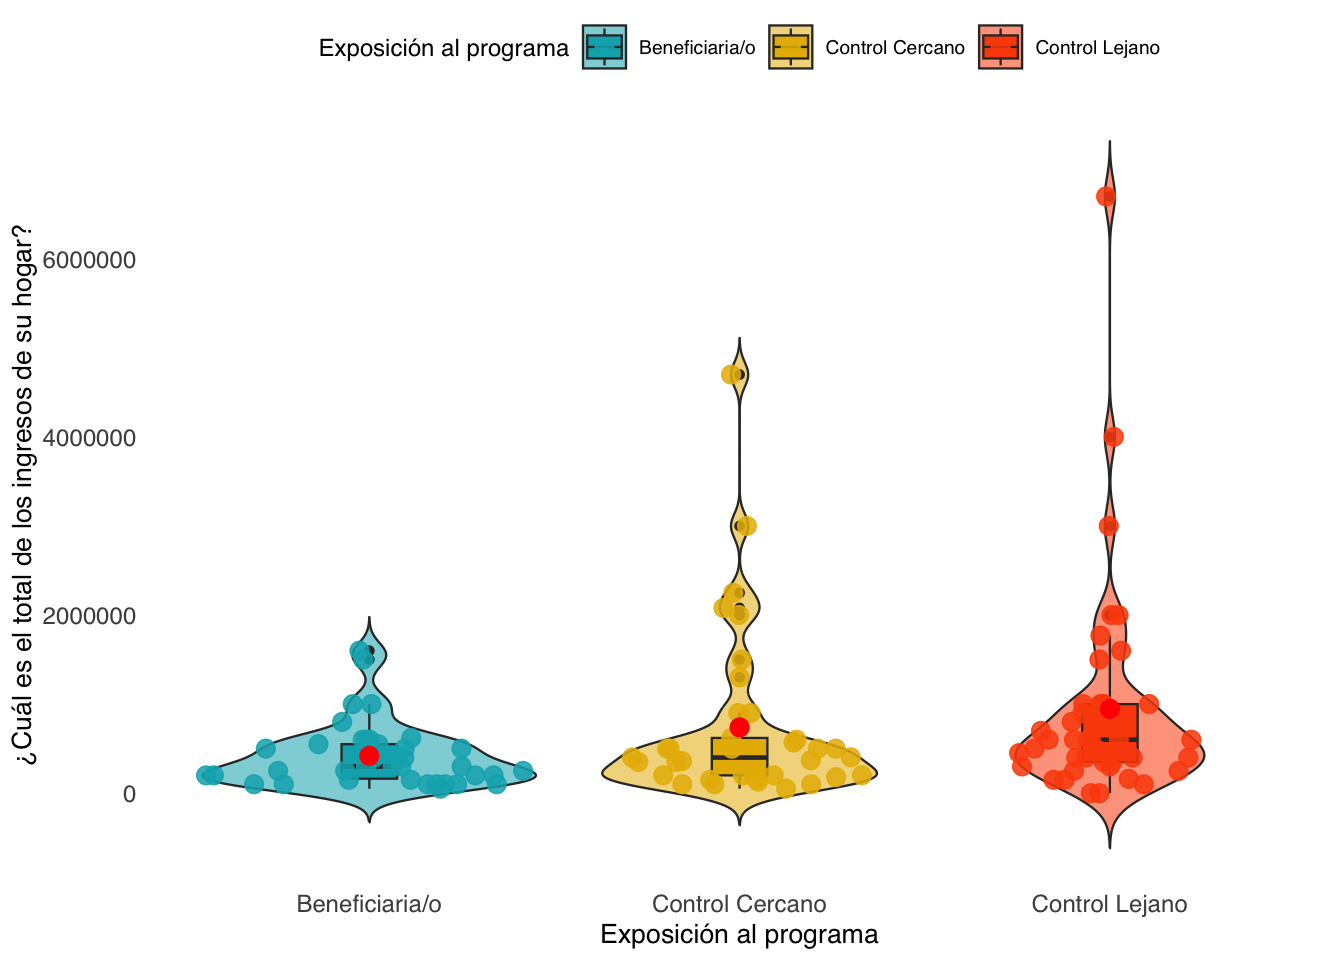 Exposición al programa Beneficiaria/o Control Cercano Control Lejano
¿Cuál es el total de los ingresos de su hogar?
6000000
4000000
2000000
0
Beneficiaria/o Control Cercano Control Lejano
Exposición al programa